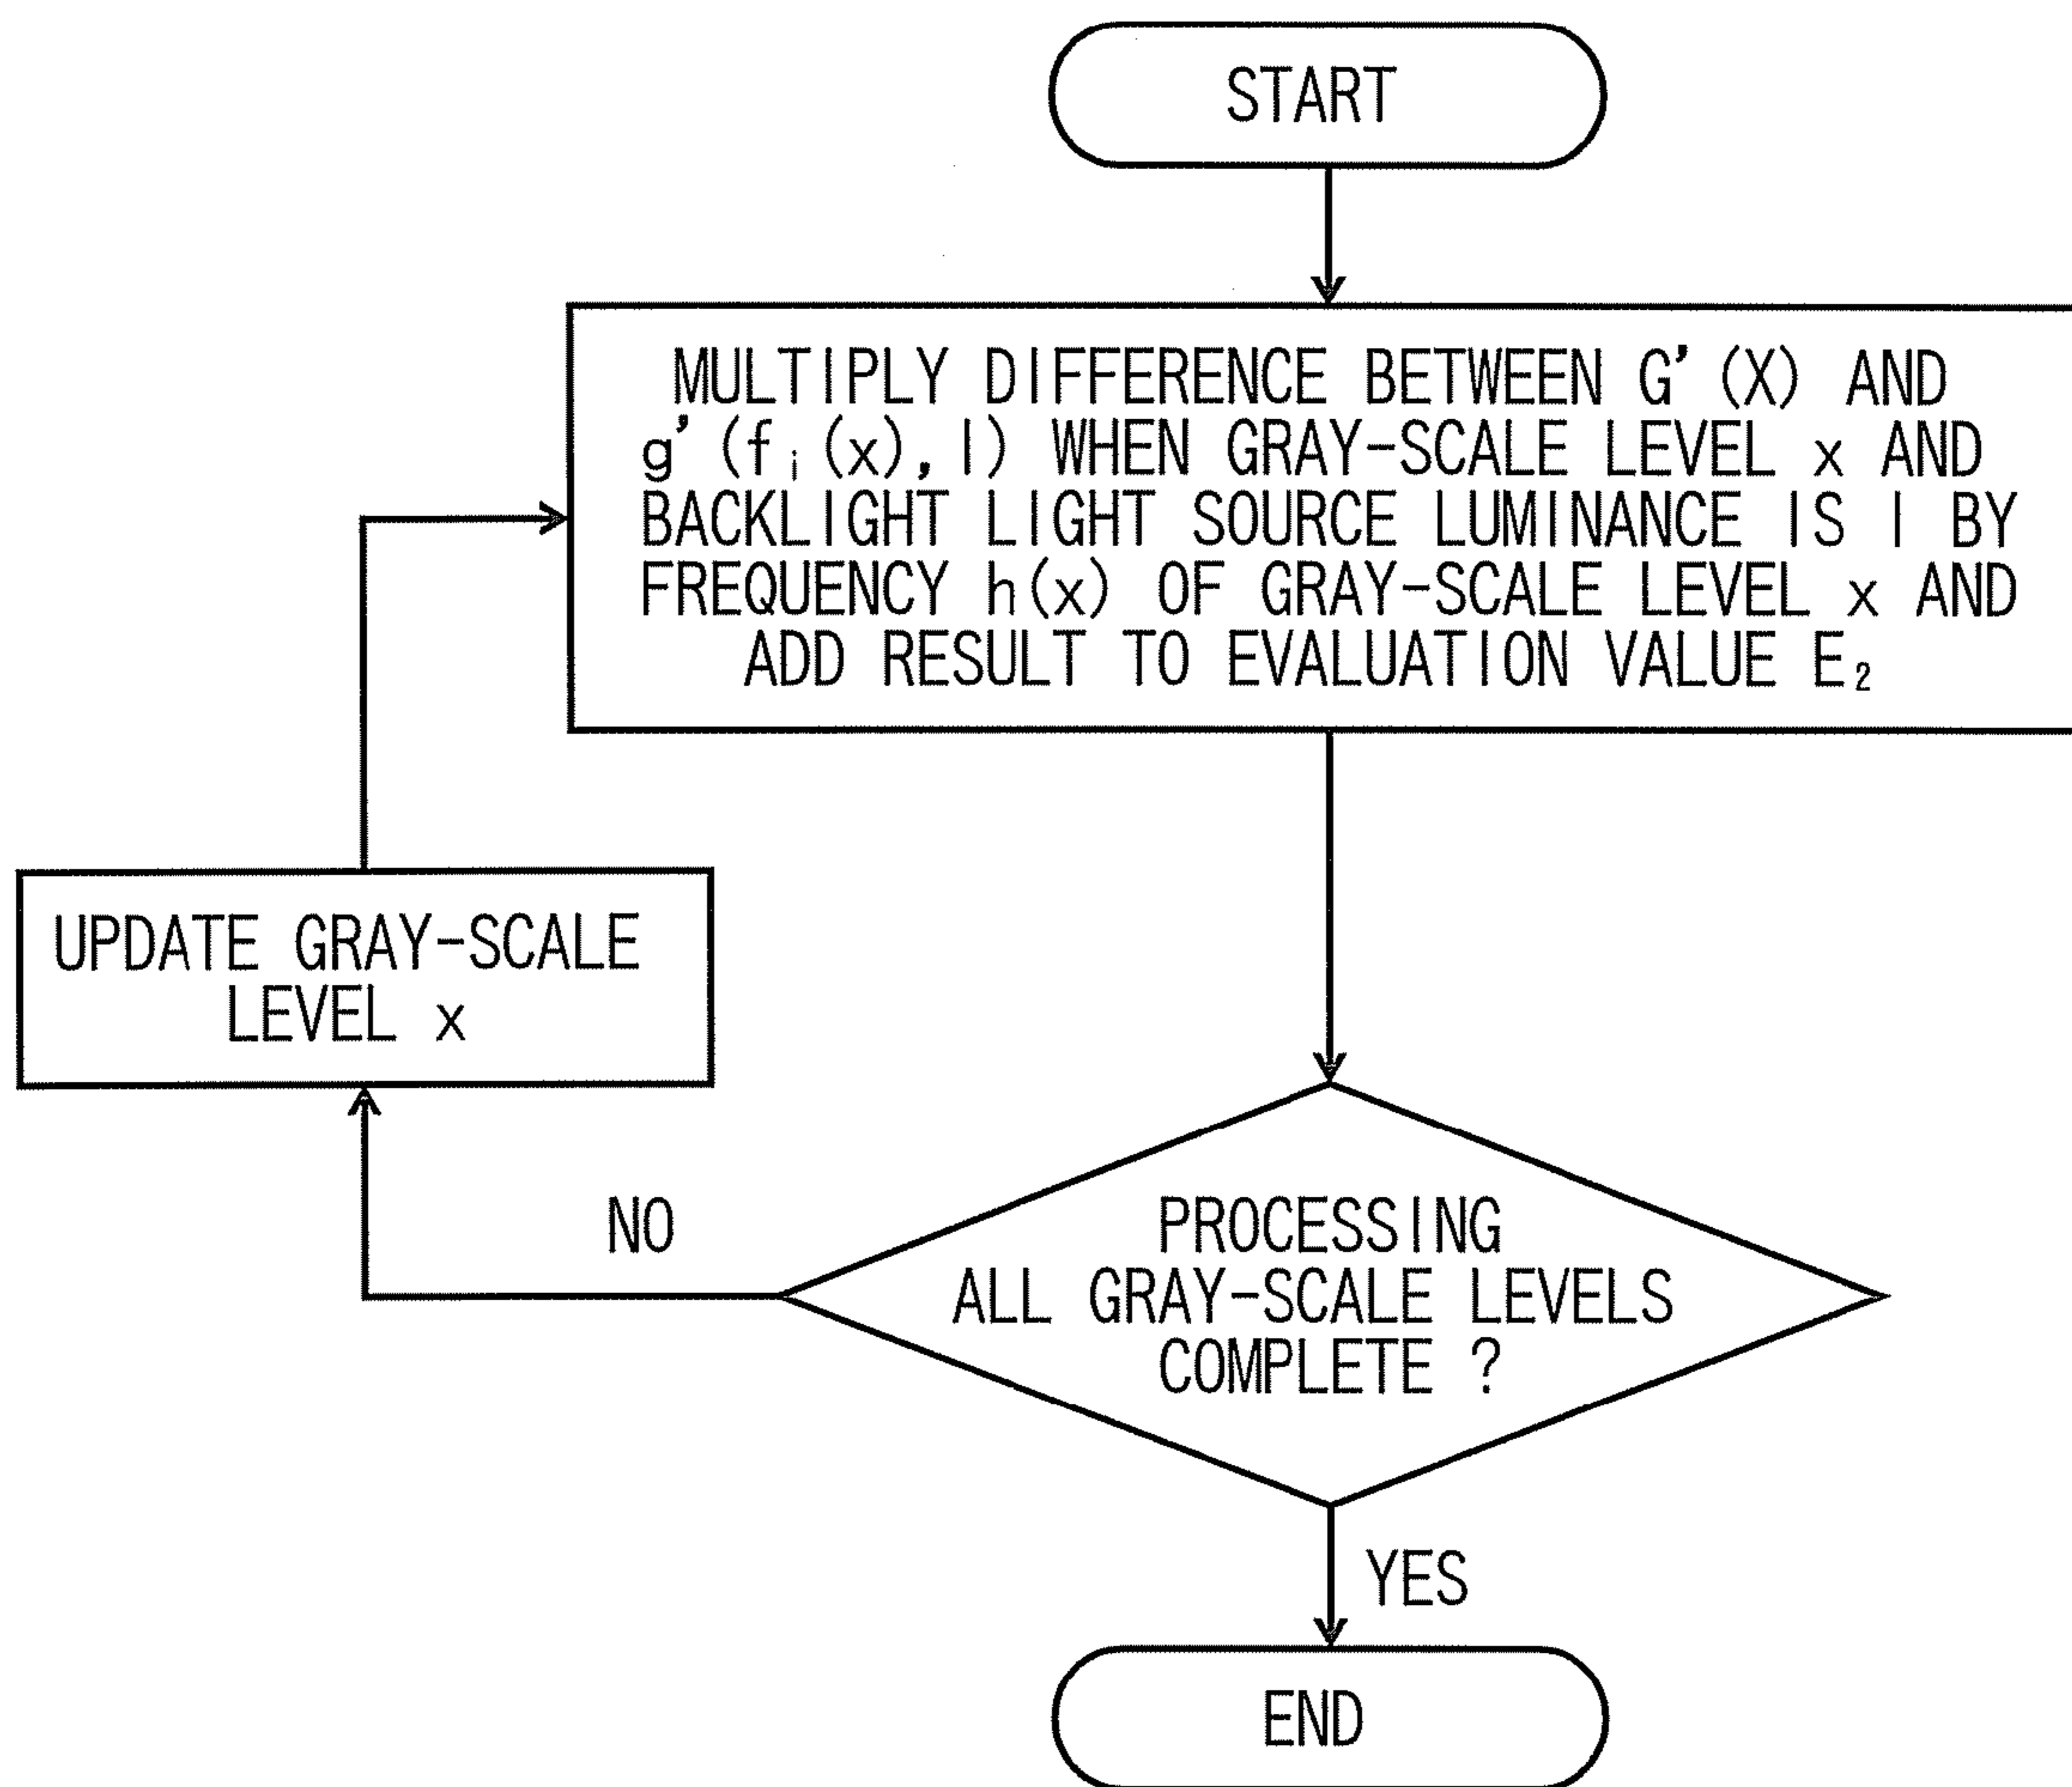 START
MULTIPLY DIFFERENCE BETWEEN G'(X) AND
g'(fᵢ(x), I) WHEN GRAY-SCALE LEVEL x AND
BACKLIGHT LIGHT SOURCE LUMINANCE IS I BY
FREQUENCY h(x) OF GRAY-SCALE LEVEL x AND
ADD RESULT TO EVALUATION VALUE E₂
UPDATE GRAY-SCALE
LEVEL x
NO
PROCESSING
ALL GRAY-SCALE LEVELS
COMPLETE ?
YES
END